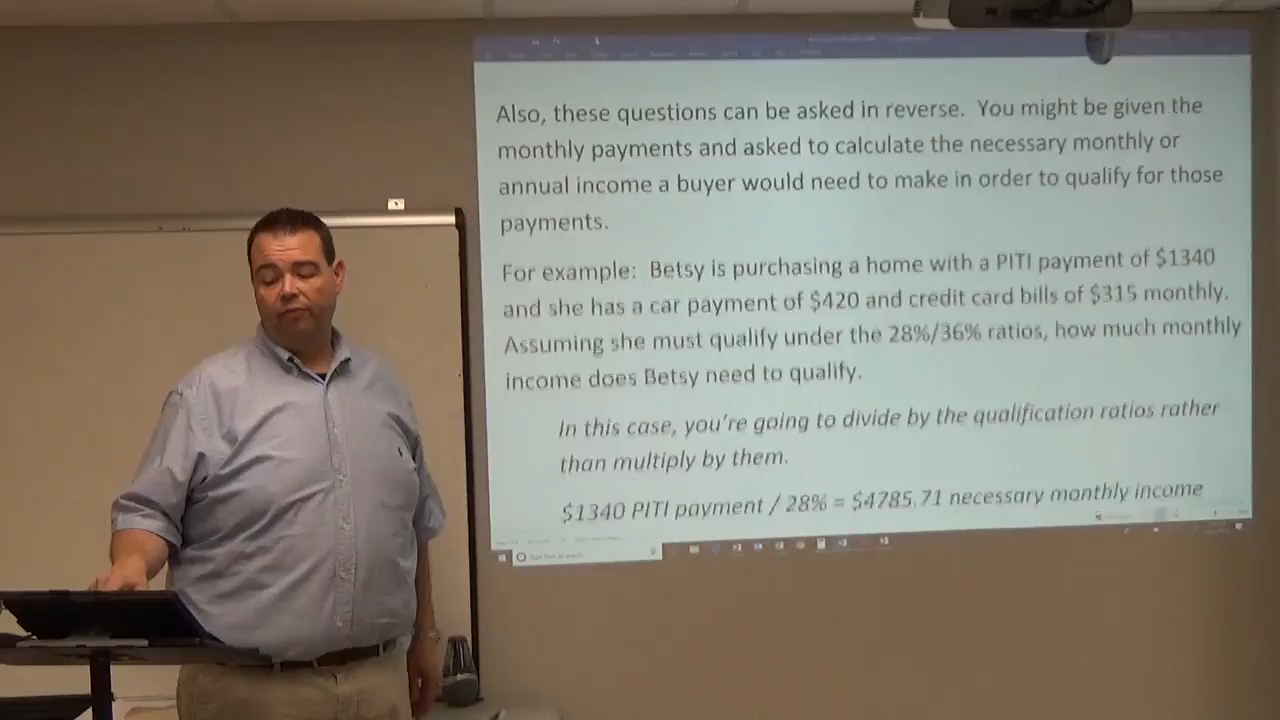 Also, these questions can be asked in reverse. You might be given the
monthly payments and asked to calculate the necessary monthly or
annual income a buyer would need to make in order to qualify for those
payments.
For example: Betsy is purchasing a home with a PITI payment of $1340
and she has a car payment of $420 and credit card bills of $315 monthly.
Assuming she must qualify under the 28%/36% ratios, how much monthly
income does Betsy need to qualify.
In this case, you're going to divide by the qualification ratios rather
than multiply by them.
$1340 PITI payment / 28% = $4785.71 necessary monthly income